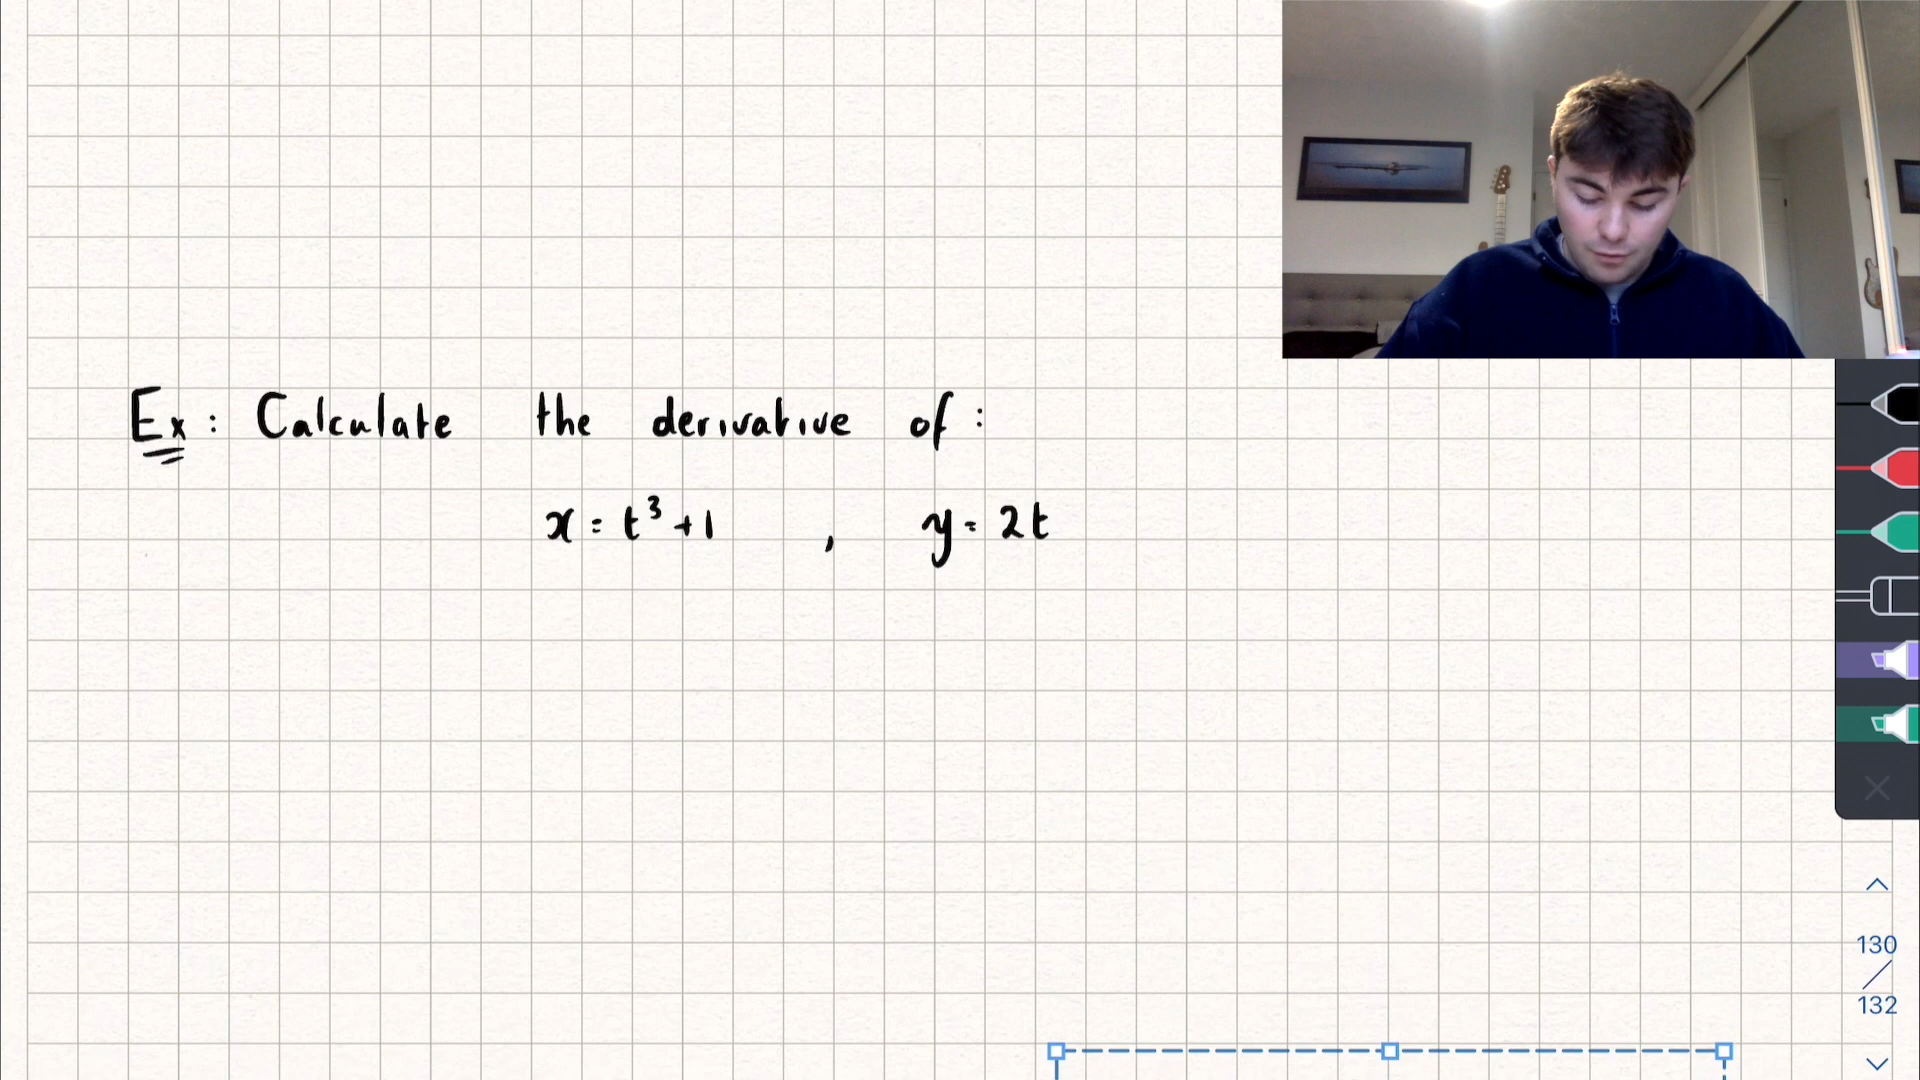 Ex: Calculate the derivative of:
x = t³ + 1 , y = 2t
130
132